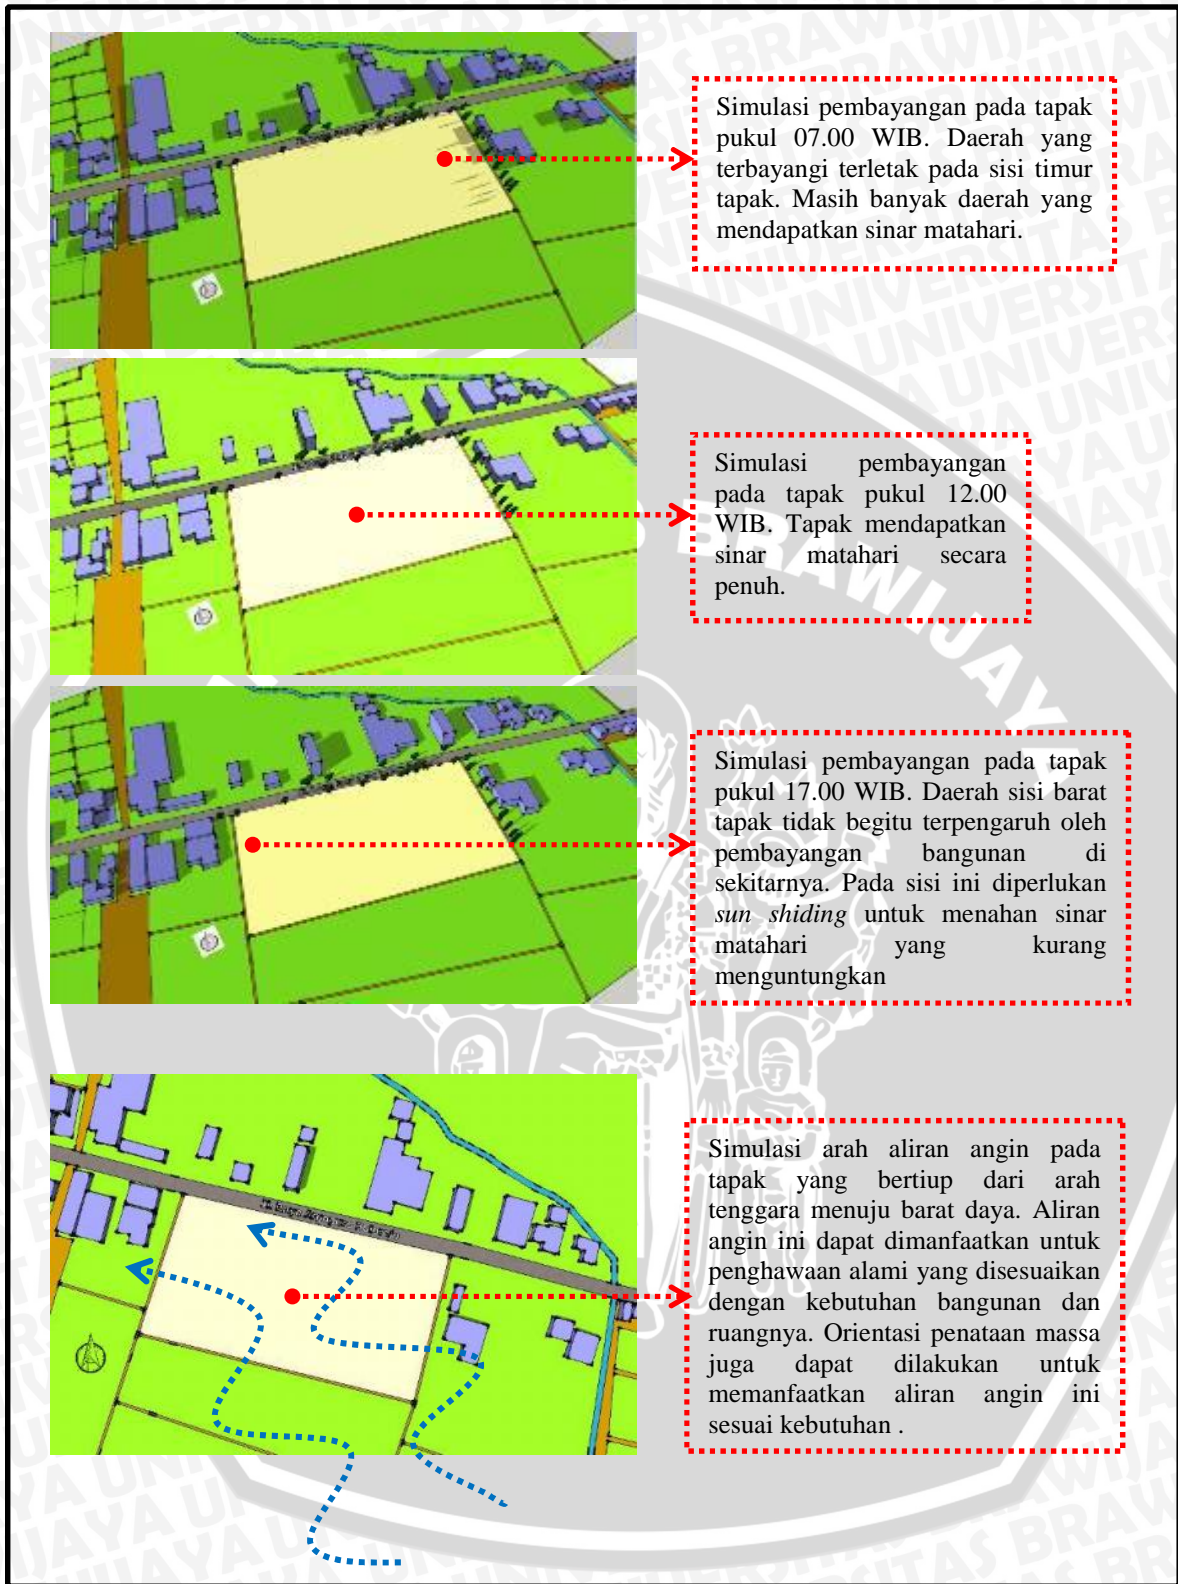 Simulasi pembayangan pada tapak
pukul 07.00 WIB. Daerah yang
terbayangi terletak pada sisi timur
tapak. Masih banyak daerah yang
mendapatkan sinar matahari.
Simulasi pembayangan
pada tapak pukul 12.00
WIB. Tapak mendapatkan
sinar matahari secara
penuh.
BRAWIJAYA
Simulasi pembayangan pada tapak
pukul 17.00 WIB. Daerah sisi barat
tapak tidak begitu terpengaruh oleh
pembayangan bangunan di
sekitarnya. Pada sisi ini diperlukan
sun shiding untuk menahan sinar
matahari yang kurang
menguntungkan
Simulasi arah aliran angin pada
tapak yang bertiup dari arah
tenggara menuju barat daya. Aliran
angin ini dapat dimanfaatkan untuk
penghawaan alami yang disesuaikan
dengan kebutuhan bangunan dan
ruangnya. Orientasi penataan massa
juga dapat dilakukan untuk
memanfaatkan aliran angin ini
sesuai kebutuhan .